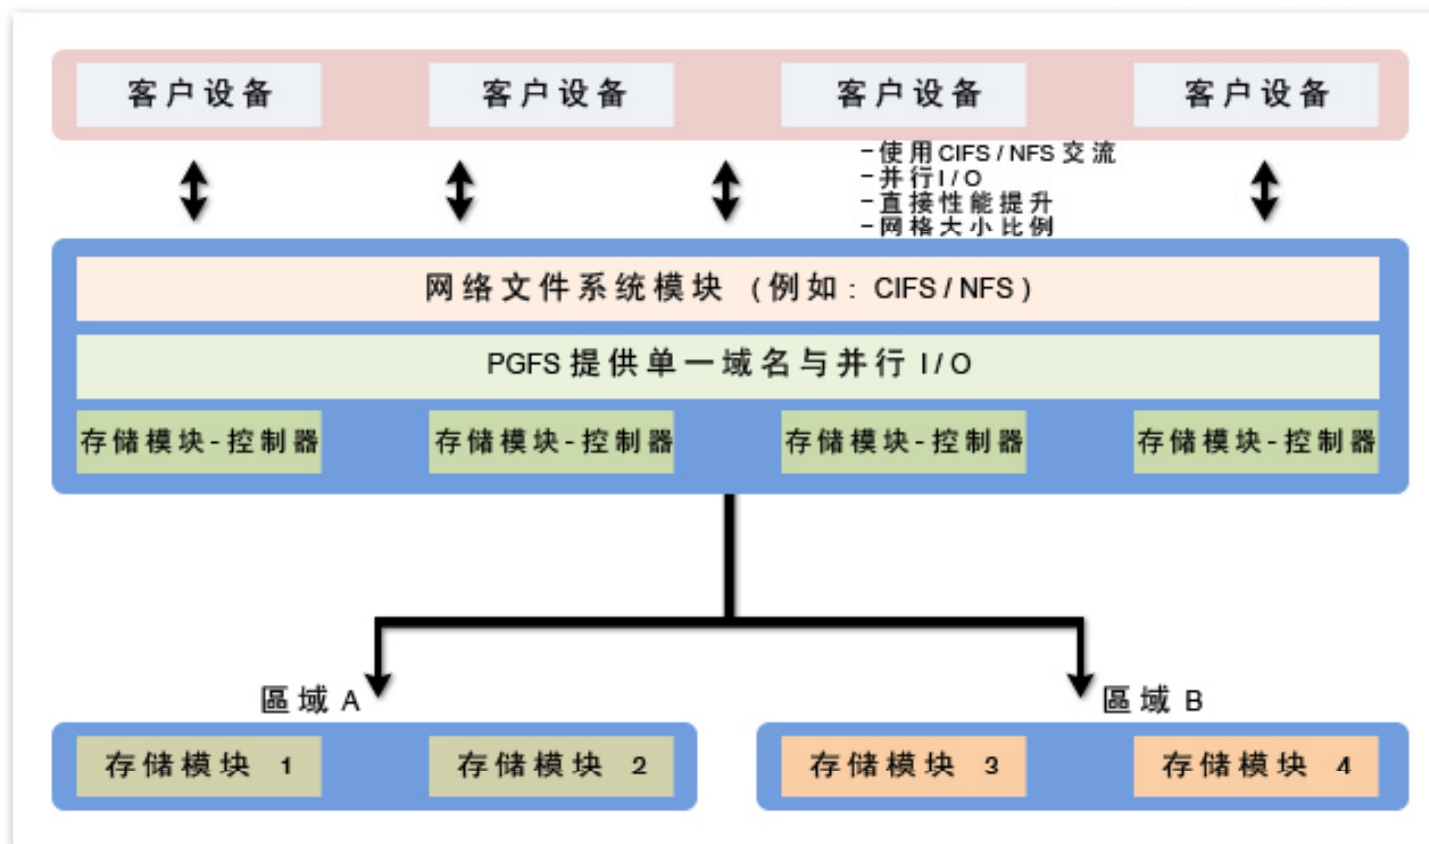 客户设备 客户设备 客户设备 客户设备
-使用CIFS/NFS交流
-并行I/O
-直接性能提升
-网格大小比例
网络文件系统模块 (例如: CIFS/NFS)
PGFS提供单一域名与并行 I/O
存储模块-控制器 存储模块-控制器 存储模块-控制器 存储模块-控制器
區域 A 區域 B
存储模块 1 存储模块 2 存储模块 3 存储模块 4